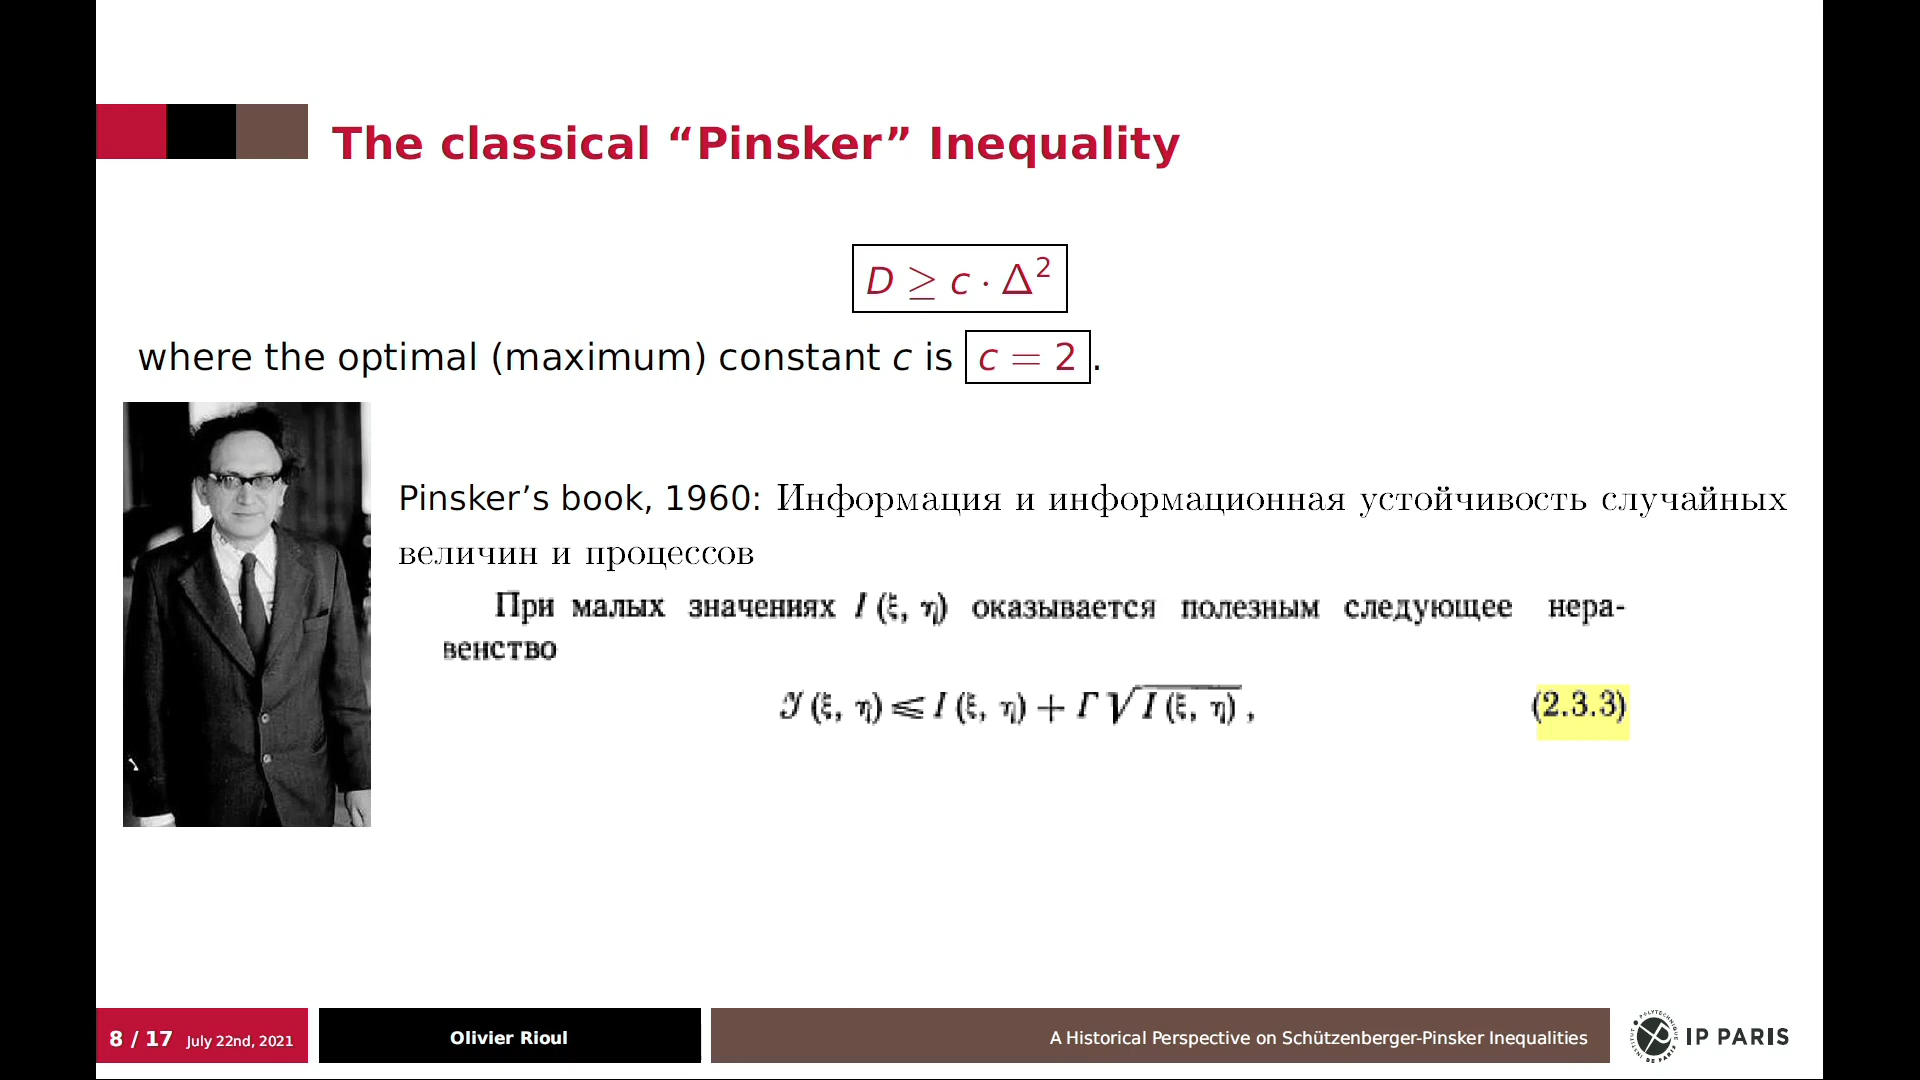 The classical “Pinsker” Inequality
D ≥ c · Δ²
where the optimal (maximum) constant c is c = 2.
Pinsker’s book, 1960: Информация и информационная устойчивость случайных
величин и процессов
При малых значениях I (ξ, η) оказывается полезным следующее нера-
венство
ℐ (ξ, η) ⩽ I (ξ, η) + Γ √I (ξ, η) , (2.3.3)
8 / 17 July 22nd, 2021 Olivier Rioul A Historical Perspective on Schützenberger-Pinsker Inequalities IP PARIS